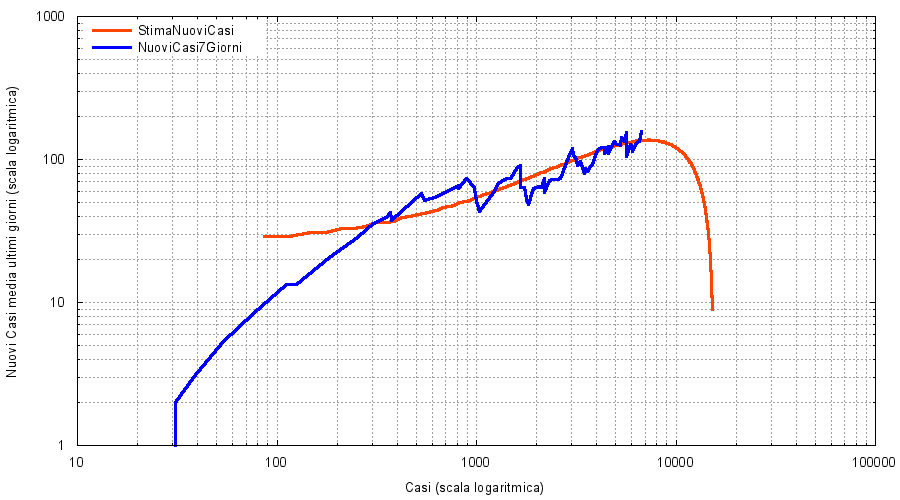 1000
StimaNuoviCasi
NuoviCasi7Giorni
100
10
1
Nuovi Casi media ultimi giorni (scala logaritmica)
10 100 1000 10000 100000
Casi (scala logaritmica)